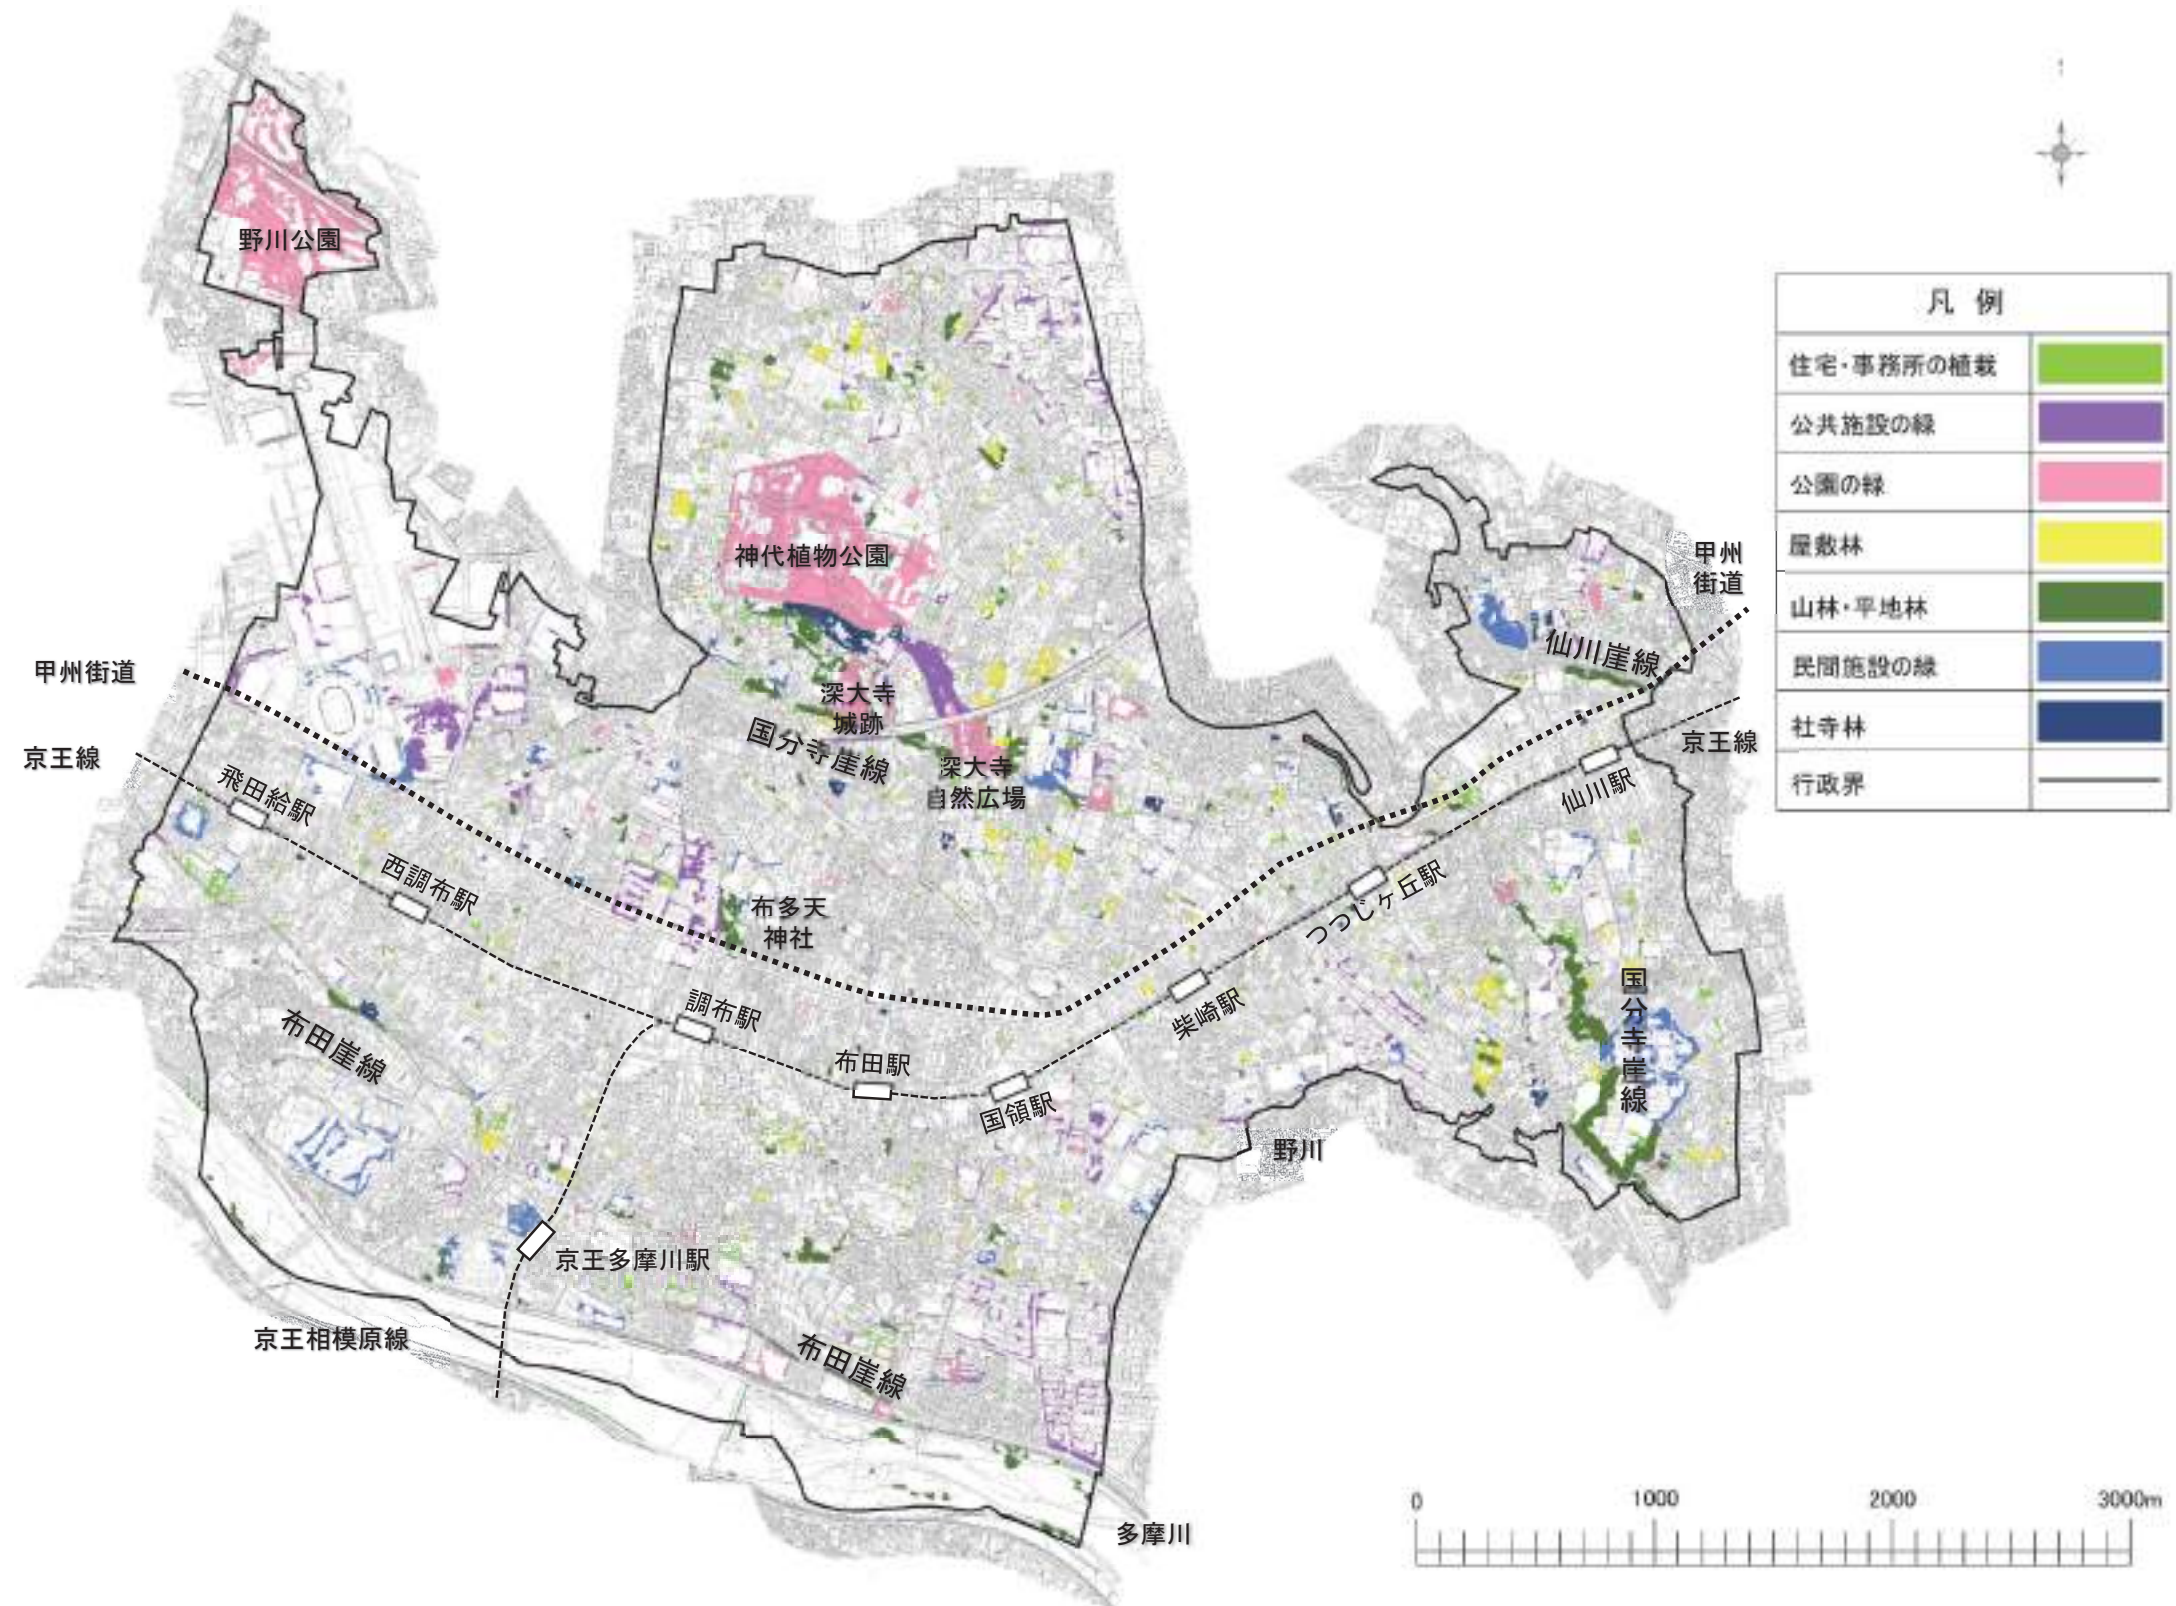 野川公園
神代植物公園
甲州
街道
仙川崖線
甲州街道
京王線
飛田給駅
西調布駅
深大寺
城跡
国分寺崖線
深大寺
自然広場
京王線
仙川駅
つつじヶ丘駅
布多天
神社
柴崎駅
国分寺崖線
布田崖線
調布駅
布田駅
国領駅
野川
京王多摩川駅
京王相模原線
布田崖線
多摩川
凡 例
住宅・事務所の植栽
公共施設の緑
公園の緑
屋敷林
山林・平地林
民間施設の緑
社寺林
行政界
0 1000 2000 3000m